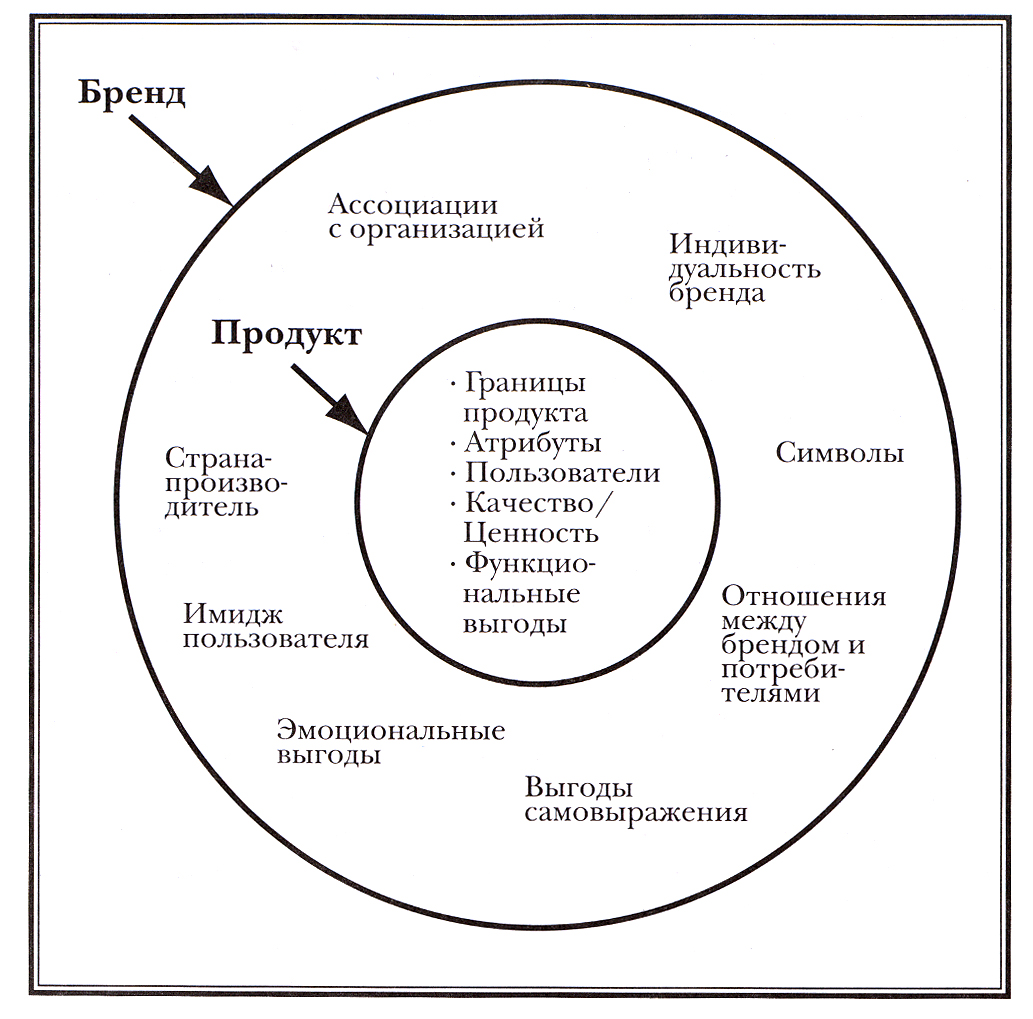 Бренд
Ассоциации
с организацией
Индиви-
дуальность
бренда
Продукт
· Границы
продукта
· Атрибуты
· Пользователи
· Качество/
Ценность
· Функцио-
нальные
выгоды
Страна-
произво-
дитель
Символы
Имидж
пользователя
Отношения
между
брендом и
потреби-
телями
Эмоциональные
выгоды
Выгоды
самовыражения